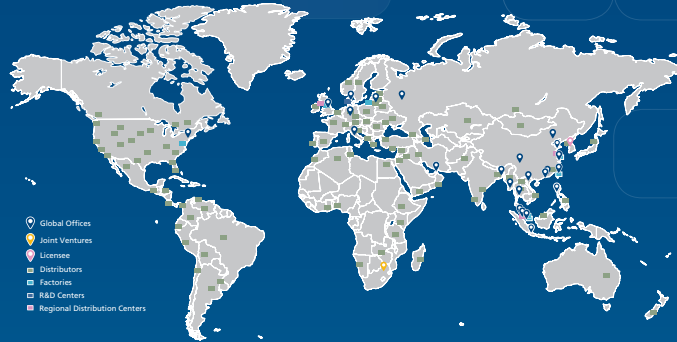 Global Offices
Joint Ventures
Licensee
Distributors
Factories
R&D Centers
Regional Distribution Centers